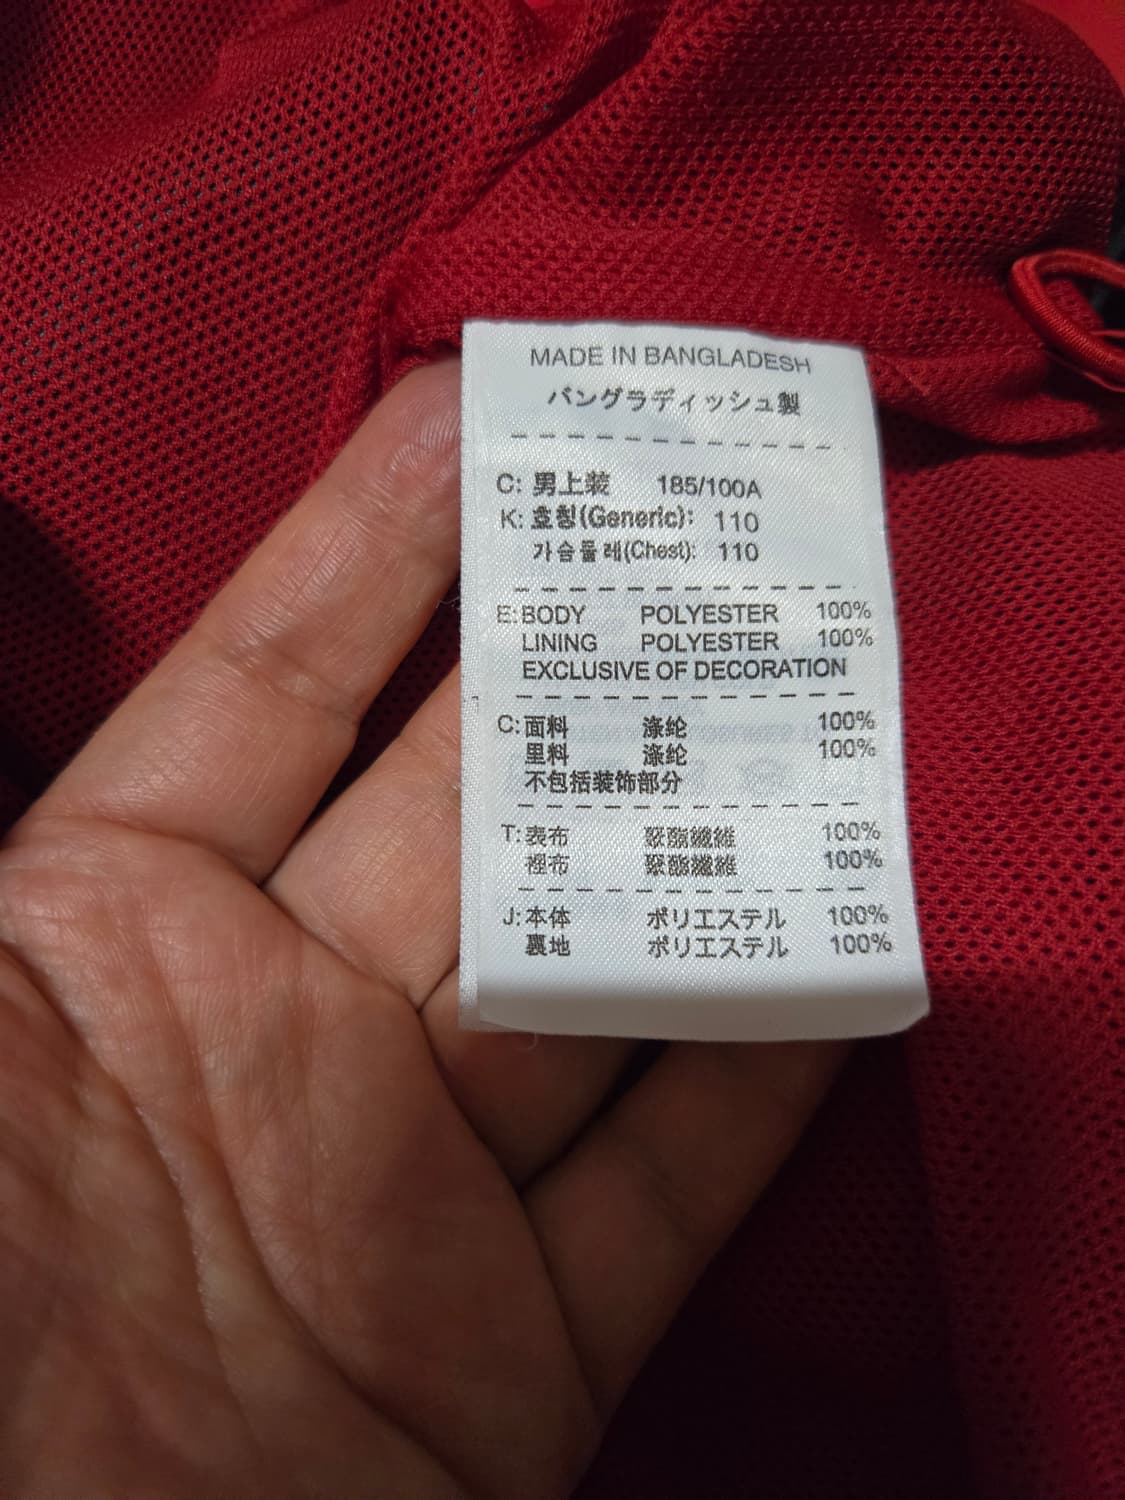 MADE IN BANGLADESH
バングラディッシュ製
C: 男上装 185/100A
K: 호칭(Generic): 110
가슴둘레(Chest): 110
E: BODY POLYESTER 100%
LINING POLYESTER 100%
EXCLUSIVE OF DECORATION
C: 面料 涤纶 100%
里料 涤纶 100%
不包括装饰部分
T: 表布 聚酯纖維 100%
裡布 聚酯纖維 100%
J: 本体 ポリエステル 100%
裏地 ポリエステル 100%